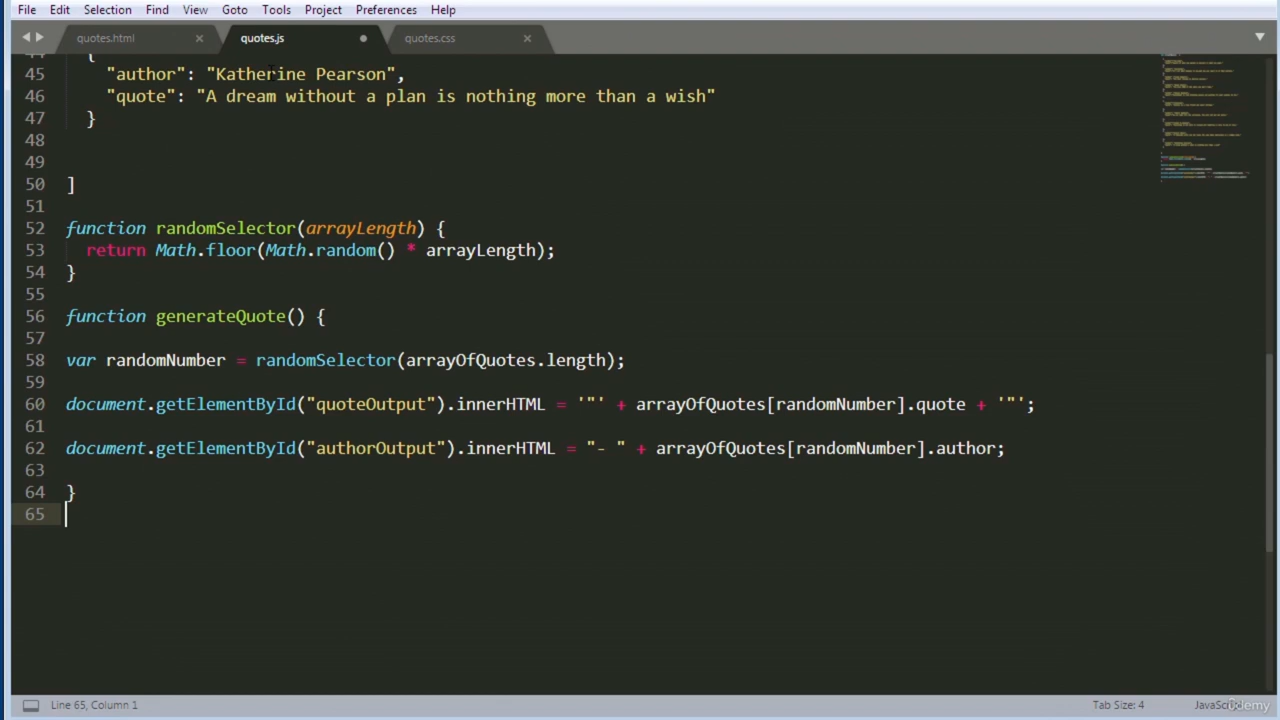 File Edit Selection Find View Goto Tools Project Preferences Help
quotes.html × quotes.js quotes.css ×
44 {
45 "author": "Katherine Pearson",
46 "quote": "A dream without a plan is nothing more than a wish"
47 }
48
49
50 ]
51
52 function randomSelector(arrayLength) {
53 return Math.floor(Math.random() * arrayLength);
54 }
55
56 function generateQuote() {
57
58 var randomNumber = randomSelector(arrayOfQuotes.length);
59
60 document.getElementById("quoteOutput").innerHTML = '"' + arrayOfQuotes[randomNumber].quote + '"';
61
62 document.getElementById("authorOutput").innerHTML = "- " + arrayOfQuotes[randomNumber].author;
63
64 }
65
Line 65, Column 1 Tab Size: 4 JavaScript
Udemy